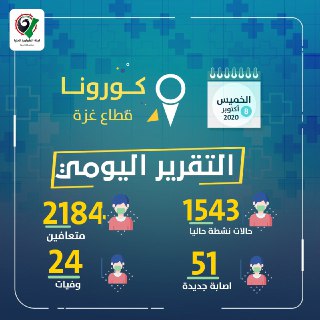 الخميس
8
أكتوبر
2020
كورونا
قطاع غزة
التقرير اليومي
1543
حالات نشطة حاليا
2184
متعافين
51
اصابة جديدة
24
وفيات